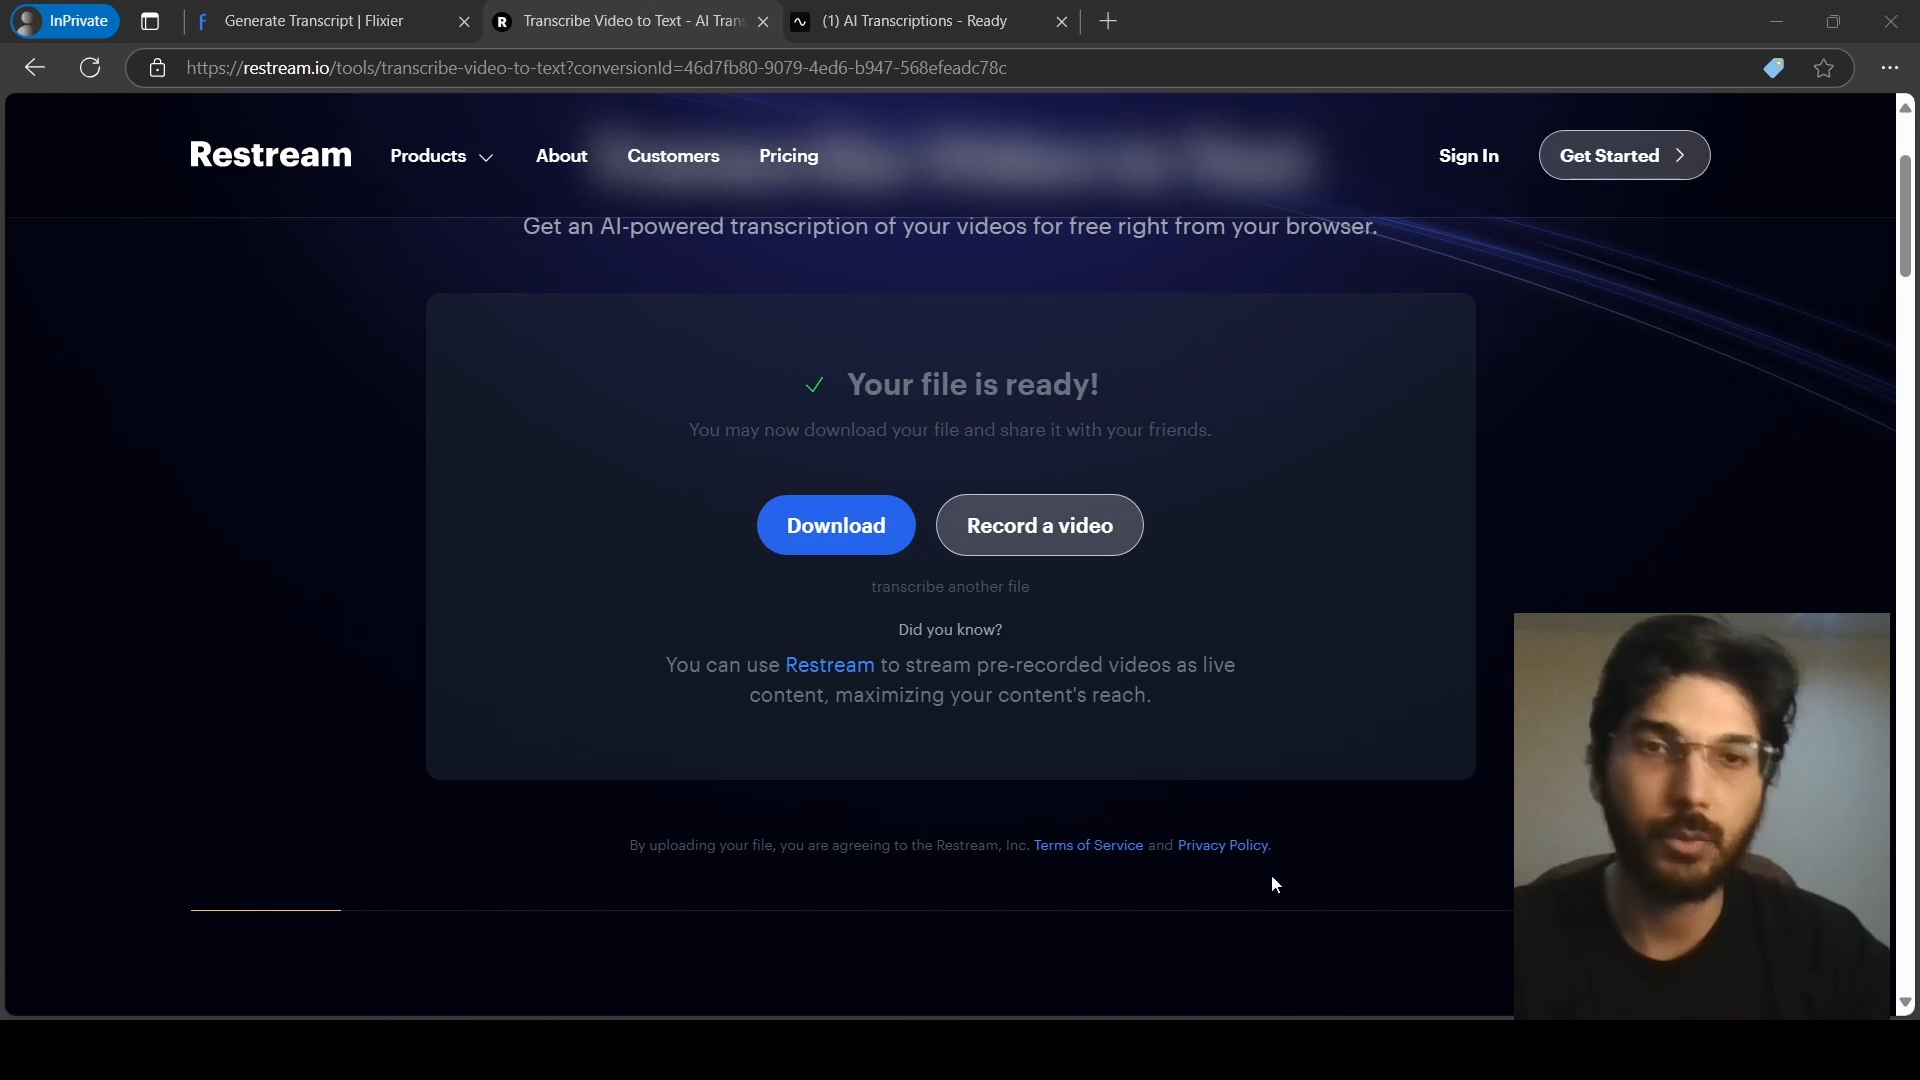 InPrivate
Generate Transcript | Flixier
Transcribe Video to Text - AI Trans
(1) AI Transcriptions - Ready
https://restream.io/tools/transcribe-video-to-text?conversionId=46d7fb80-9079-4ed6-b947-568efeadc78c
Restream
Products
About
Customers
Pricing
Sign In
Get Started
Get an AI-powered transcription of your videos for free right from your browser.
Your file is ready!
You may now download your file and share it with your friends.
Download
Record a video
transcribe another file
Did you know?
You can use Restream to stream pre-recorded videos as live
content, maximizing your content's reach.
By uploading your file, you are agreeing to the Restream, Inc. Terms of Service and Privacy Policy.